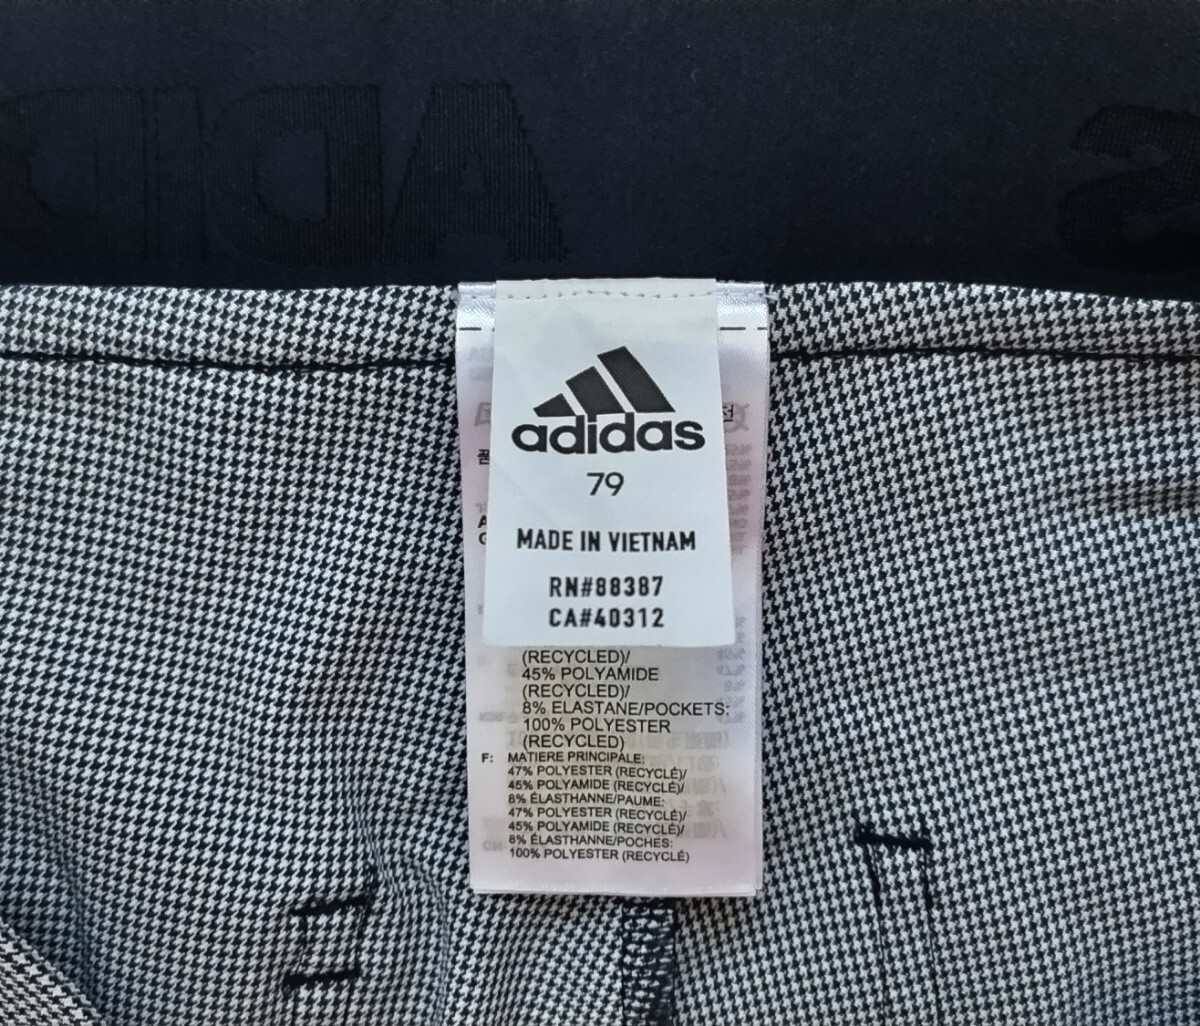 ADID
S
adidas
79
MADE IN VIETNAM
RN#88387
CA#40312
(RECYCLED)/
45% POLYAMIDE
(RECYCLED)/
8% ELASTANE/POCKETS:
100% POLYESTER
(RECYCLED)
F: MATIERE PRINCIPALE:
47% POLYESTER (RECYCLÉ)/
45% POLYAMIDE (RECYCLÉ)/
8% ÉLASTHANNE/PAUME:
47% POLYESTER (RECYCLÉ)/
45% POLYAMIDE (RECYCLÉ)/
8% ÉLASTHANNE/POCHES:
100% POLYESTER (RECYCLÉ)